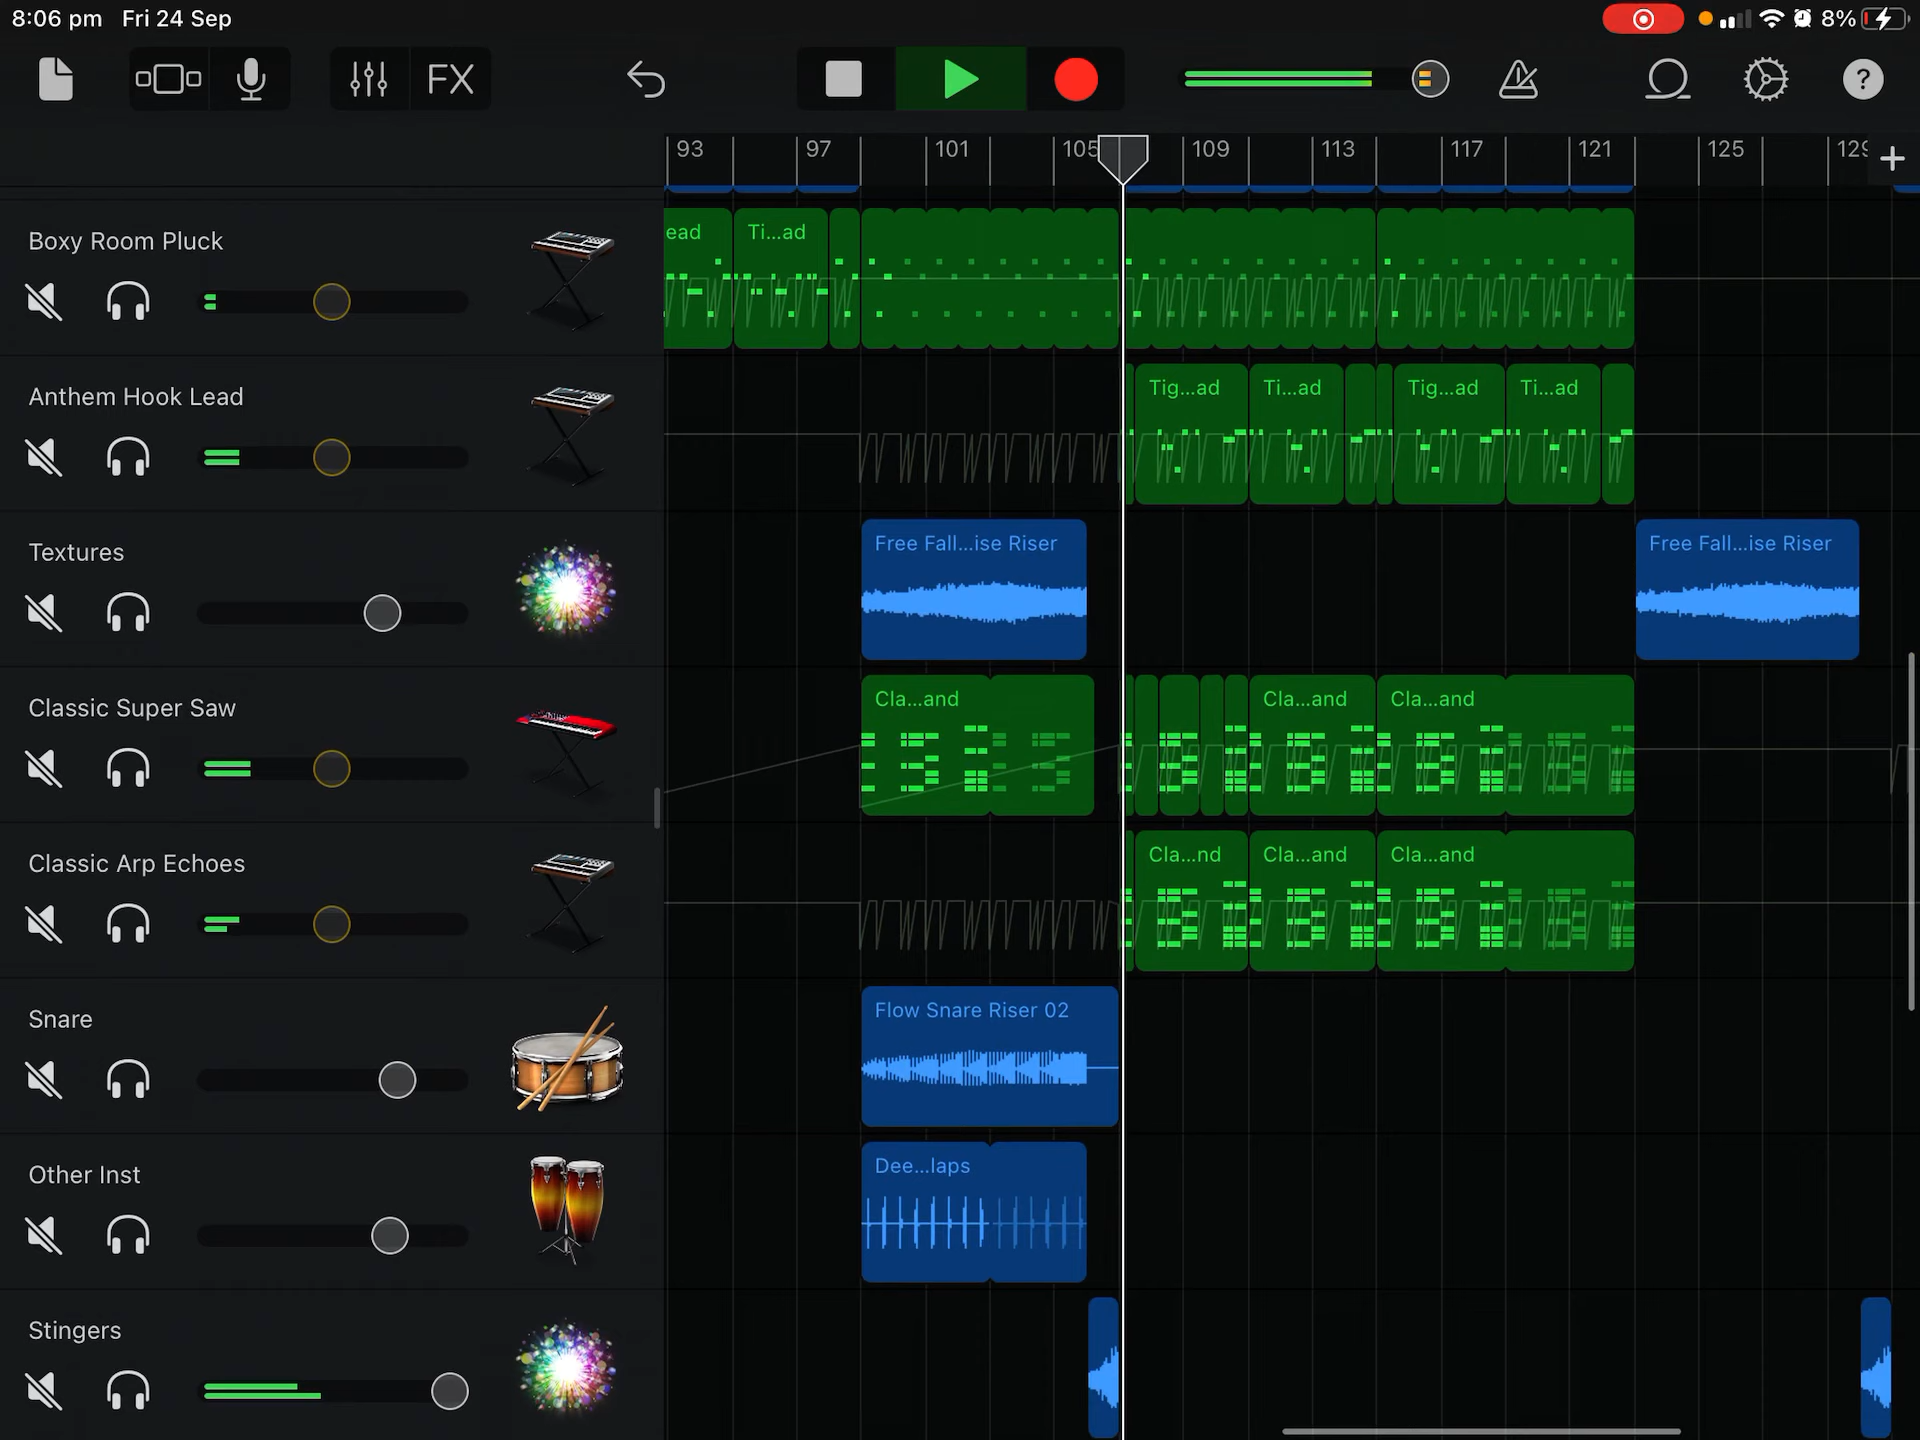 8:06 pm Fri 24 Sep 8%
FX ?
93 97 101 105 109 113 117 121 125 129 +
Boxy Room Pluck
ead Ti...ad
Anthem Hook Lead
Tig...ad Ti...ad Tig...ad Ti...ad
Textures
Free Fall...ise Riser Free Fall...ise Riser
Classic Super Saw
Cla...and Cla...and Cla...and
Classic Arp Echoes
Cla...nd Cla...and Cla...and
Snare
Flow Snare Riser 02
Other Inst
Dee...laps
Stingers